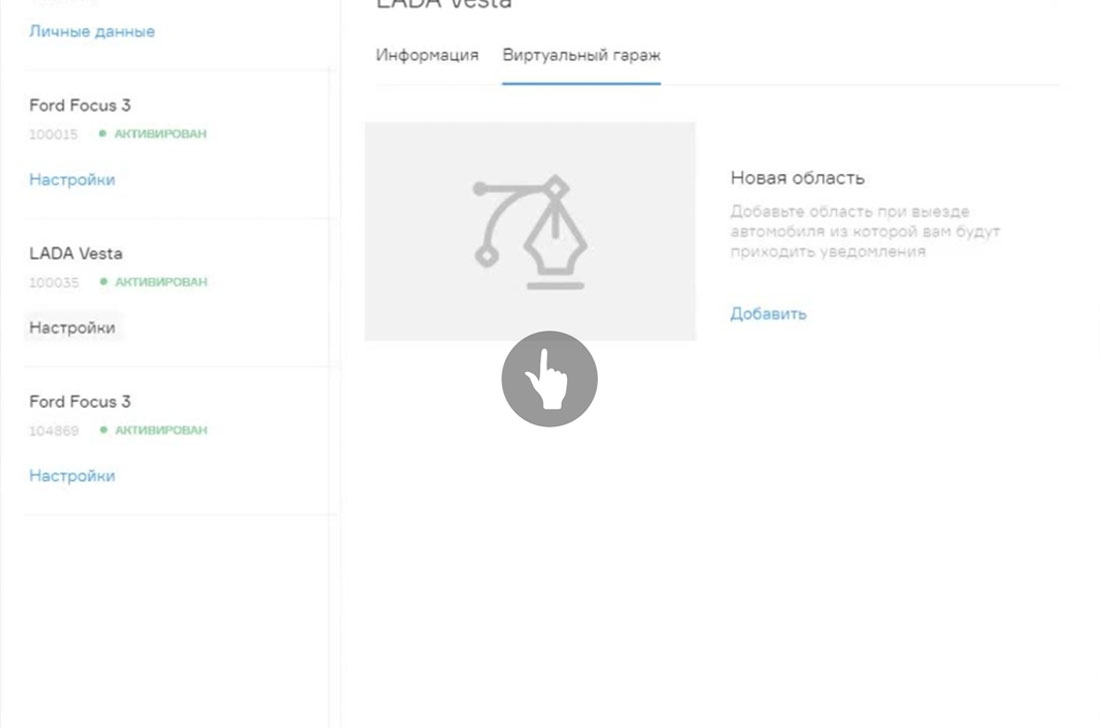 Личные данные
Ford Focus 3
100015 АКТИВИРОВАН
Настройки
LADA Vesta
100035 АКТИВИРОВАН
Настройки
Ford Focus 3
104869 АКТИВИРОВАН
Настройки
LADA Vesta
Информация Виртуальный гараж
Новая область
Добавьте область при выезде
автомобиля из которой вам будут
приходить уведомления
Добавить